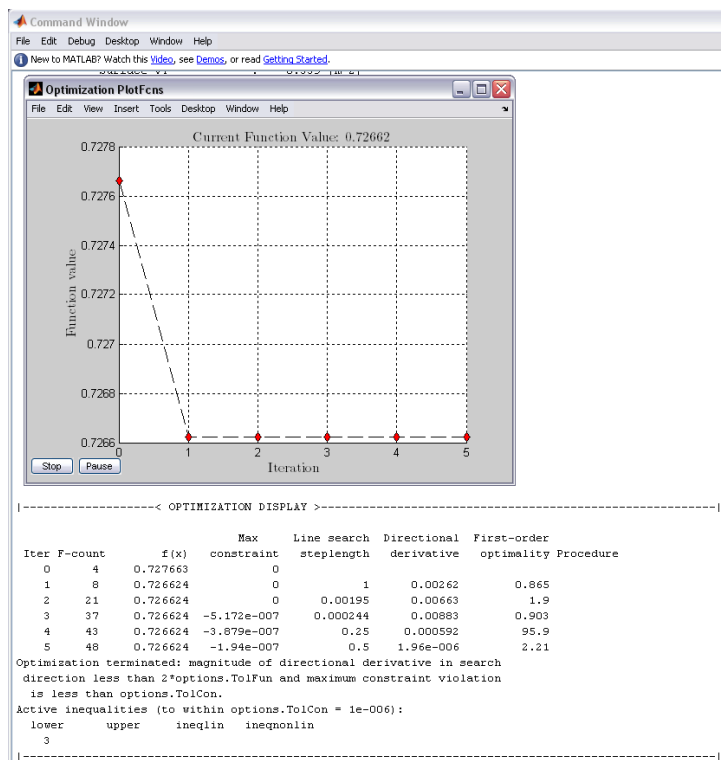 Command Window
File Edit Debug Desktop Window Help
New to MATLAB? Watch this Video, see Demos, or read Getting Started.
Optimization PlotFcns
File Edit View Insert Tools Desktop Window Help
Current Function Value: 0.72662
0.7278
0.7276
0.7274
0.7272
0.727
0.7268
0.7266
Function value
0 1 2 3 4 5
Iteration
Stop Pause
|-------------------< OPTIMIZATION DISPLAY >---------------------------------------------------------|
Max Line search Directional First-order
Iter F-count f(x) constraint steplength derivative optimality Procedure
0 4 0.727663 0
1 8 0.726624 0 1 0.00262 0.865
2 21 0.726624 0 0.00195 0.00663 1.9
3 37 0.726624 -5.172e-007 0.000244 0.00883 0.903
4 43 0.726624 -3.879e-007 0.25 0.000592 95.9
5 48 0.726624 -1.94e-007 0.5 1.96e-006 2.21
Optimization terminated: magnitude of directional derivative in search
direction less than 2*options.TolFun and maximum constraint violation
is less than options.TolCon.
Active inequalities (to within options.TolCon = 1e-006):
lower upper ineqlin ineqnonlin
3
|----------------------------------------------------------------------------------------------------|